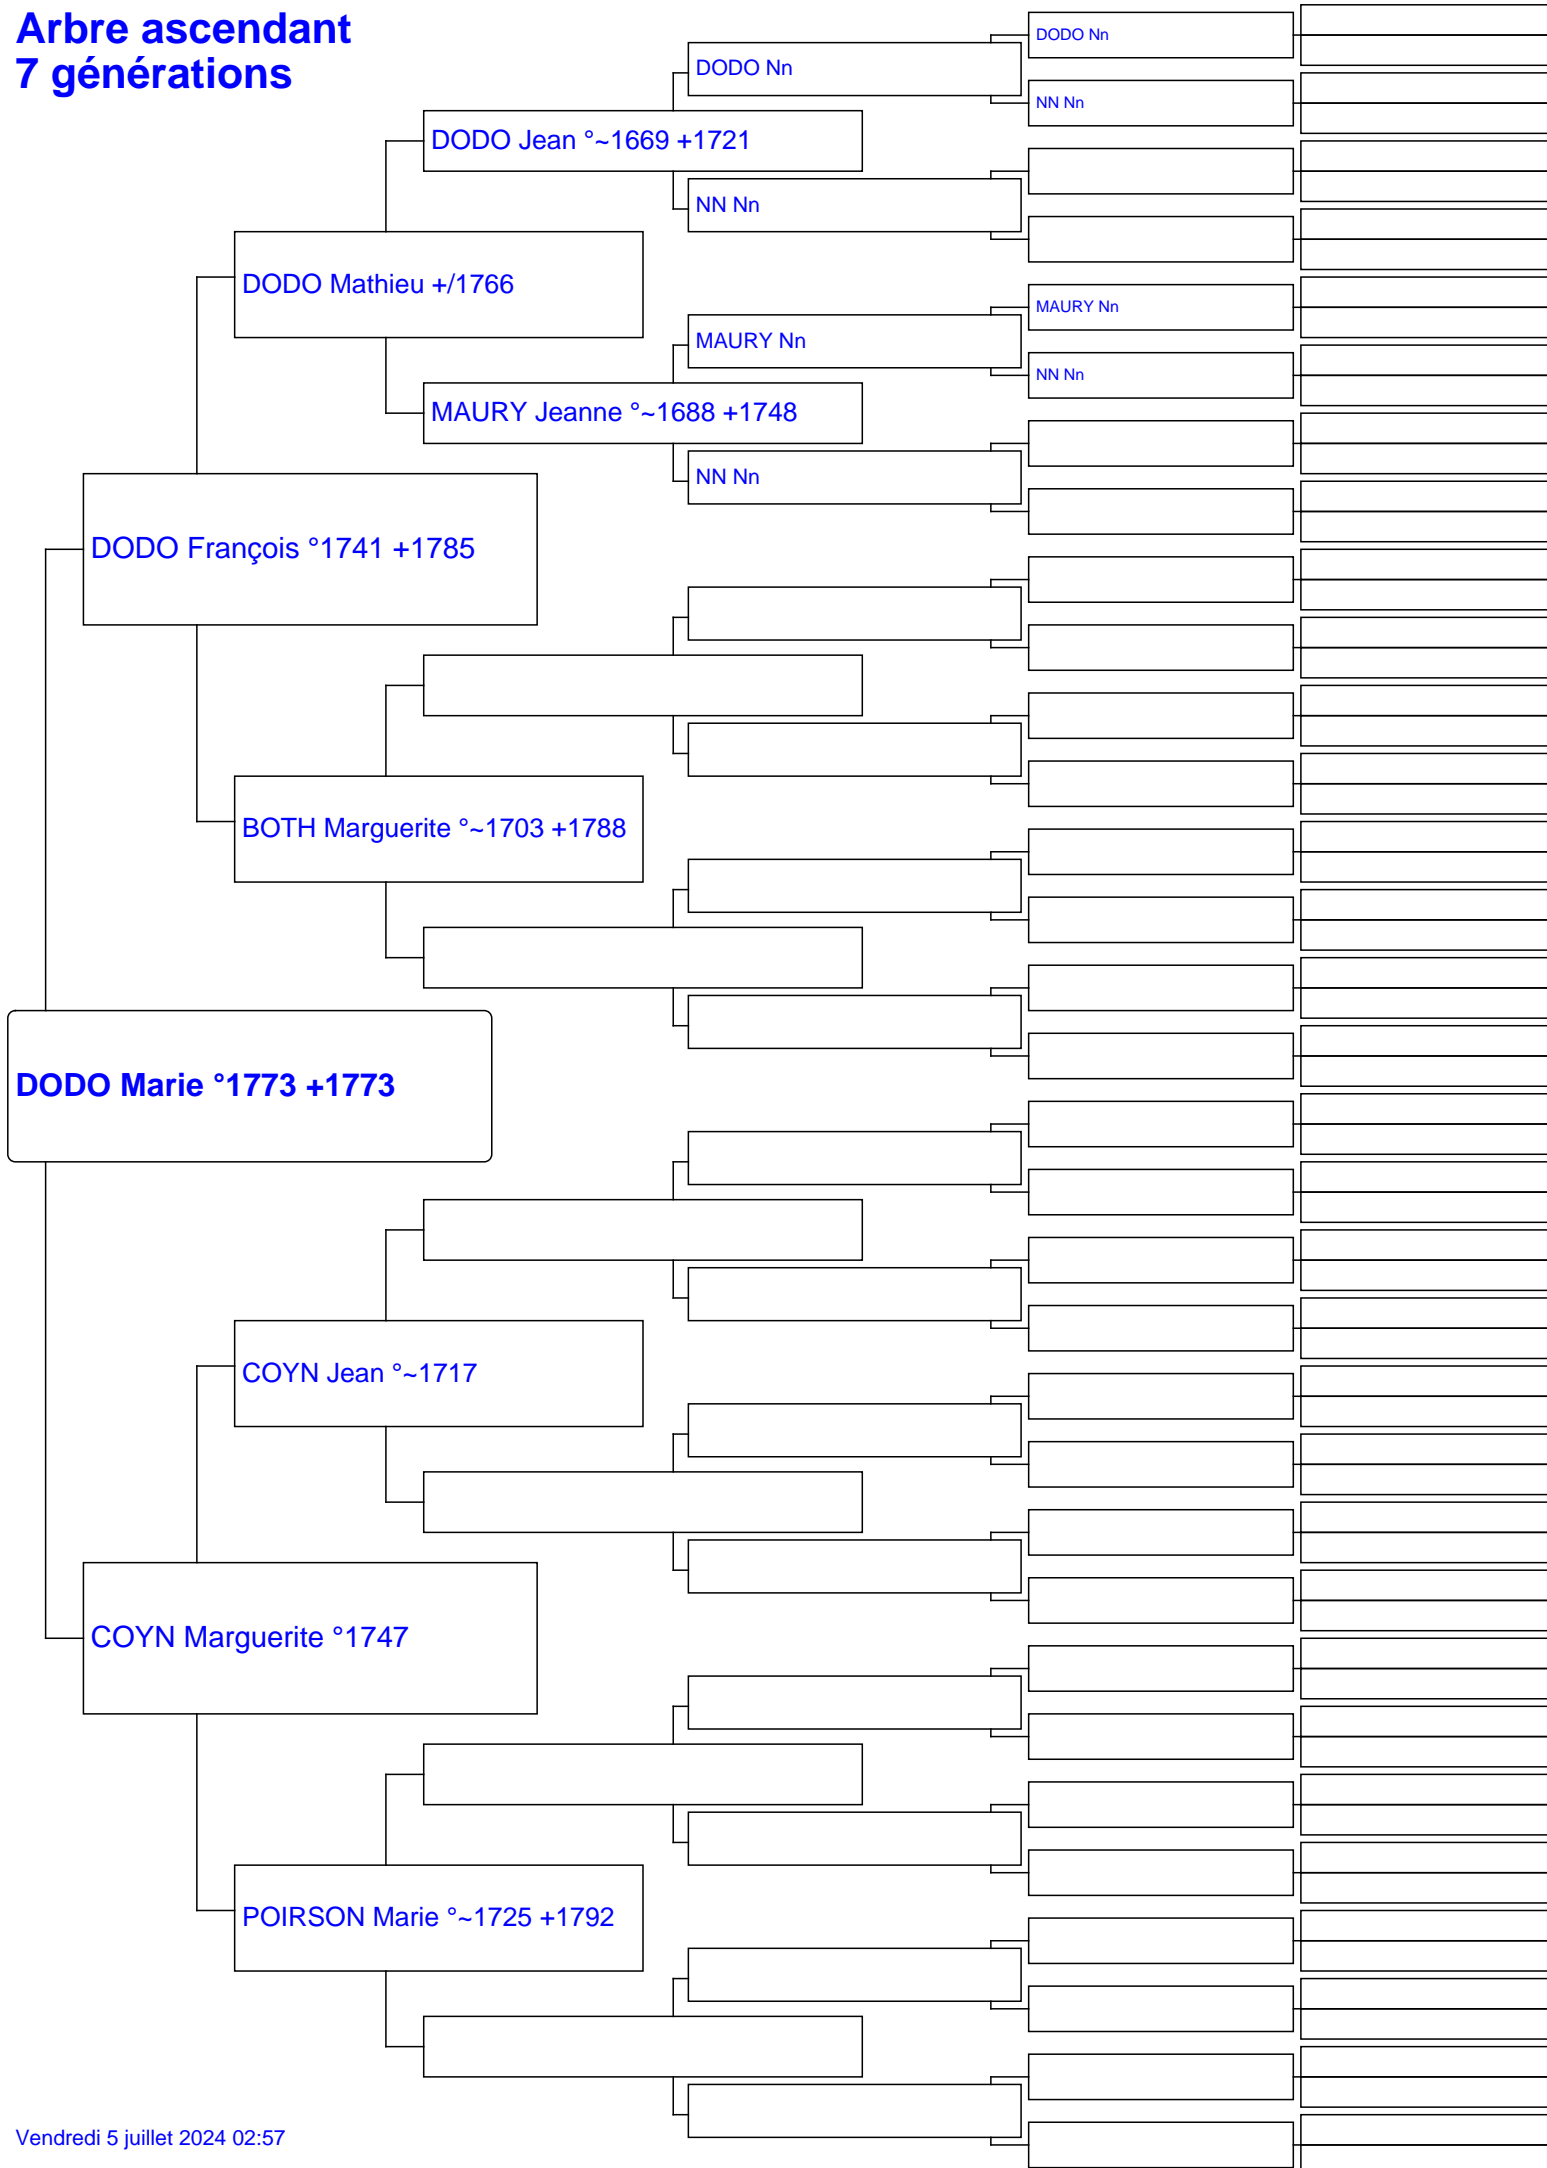 Arbre ascendant
7 générations
DODO Nn
DODO Nn
NN Nn
DODO Jean °~1669 +1721
NN Nn
DODO Mathieu +/1766
MAURY Nn
MAURY Nn
NN Nn
MAURY Jeanne °~1688 +1748
NN Nn
DODO François °1741 +1785
BOTH Marguerite °~1703 +1788
DODO Marie °1773 +1773
COYN Jean °~1717
COYN Marguerite °1747
POIRSON Marie °~1725 +1792
Vendredi 5 juillet 2024 02:57